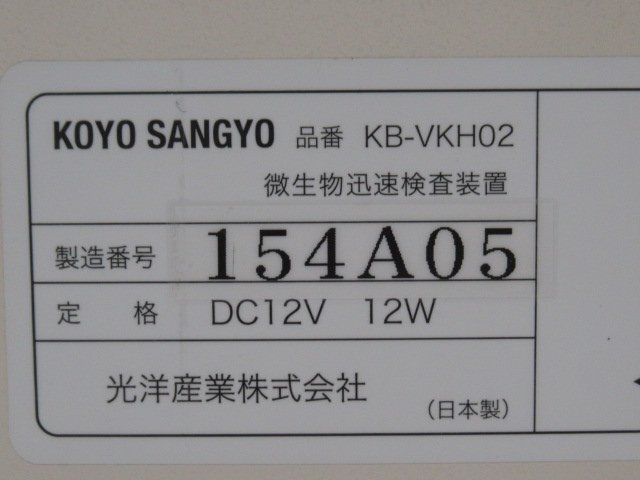 KOYO SANGYO 品番 KB-VKH02
微生物迅速検査装置
製造番号 154A05
定　格 DC12V 12W
光洋産業株式会社
（日本製）